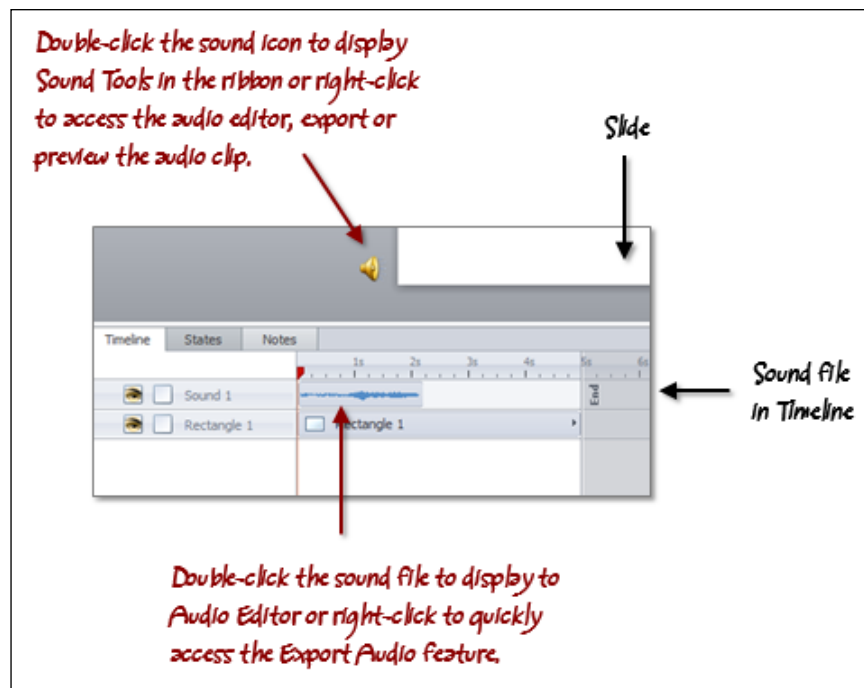 Double-click the sound icon to display
Sound Tools in the ribbon or right-click
to access the audio editor, export or
preview the audio clip.
Slide
Timeline States Notes
1s 2s 3s 4s 5s 6s
Sound 1
End
Rectangle 1 Rectangle 1
Sound file
in Timeline
Double-click the sound file to display to
Audio Editor or right-click to quickly
access the Export Audio feature.